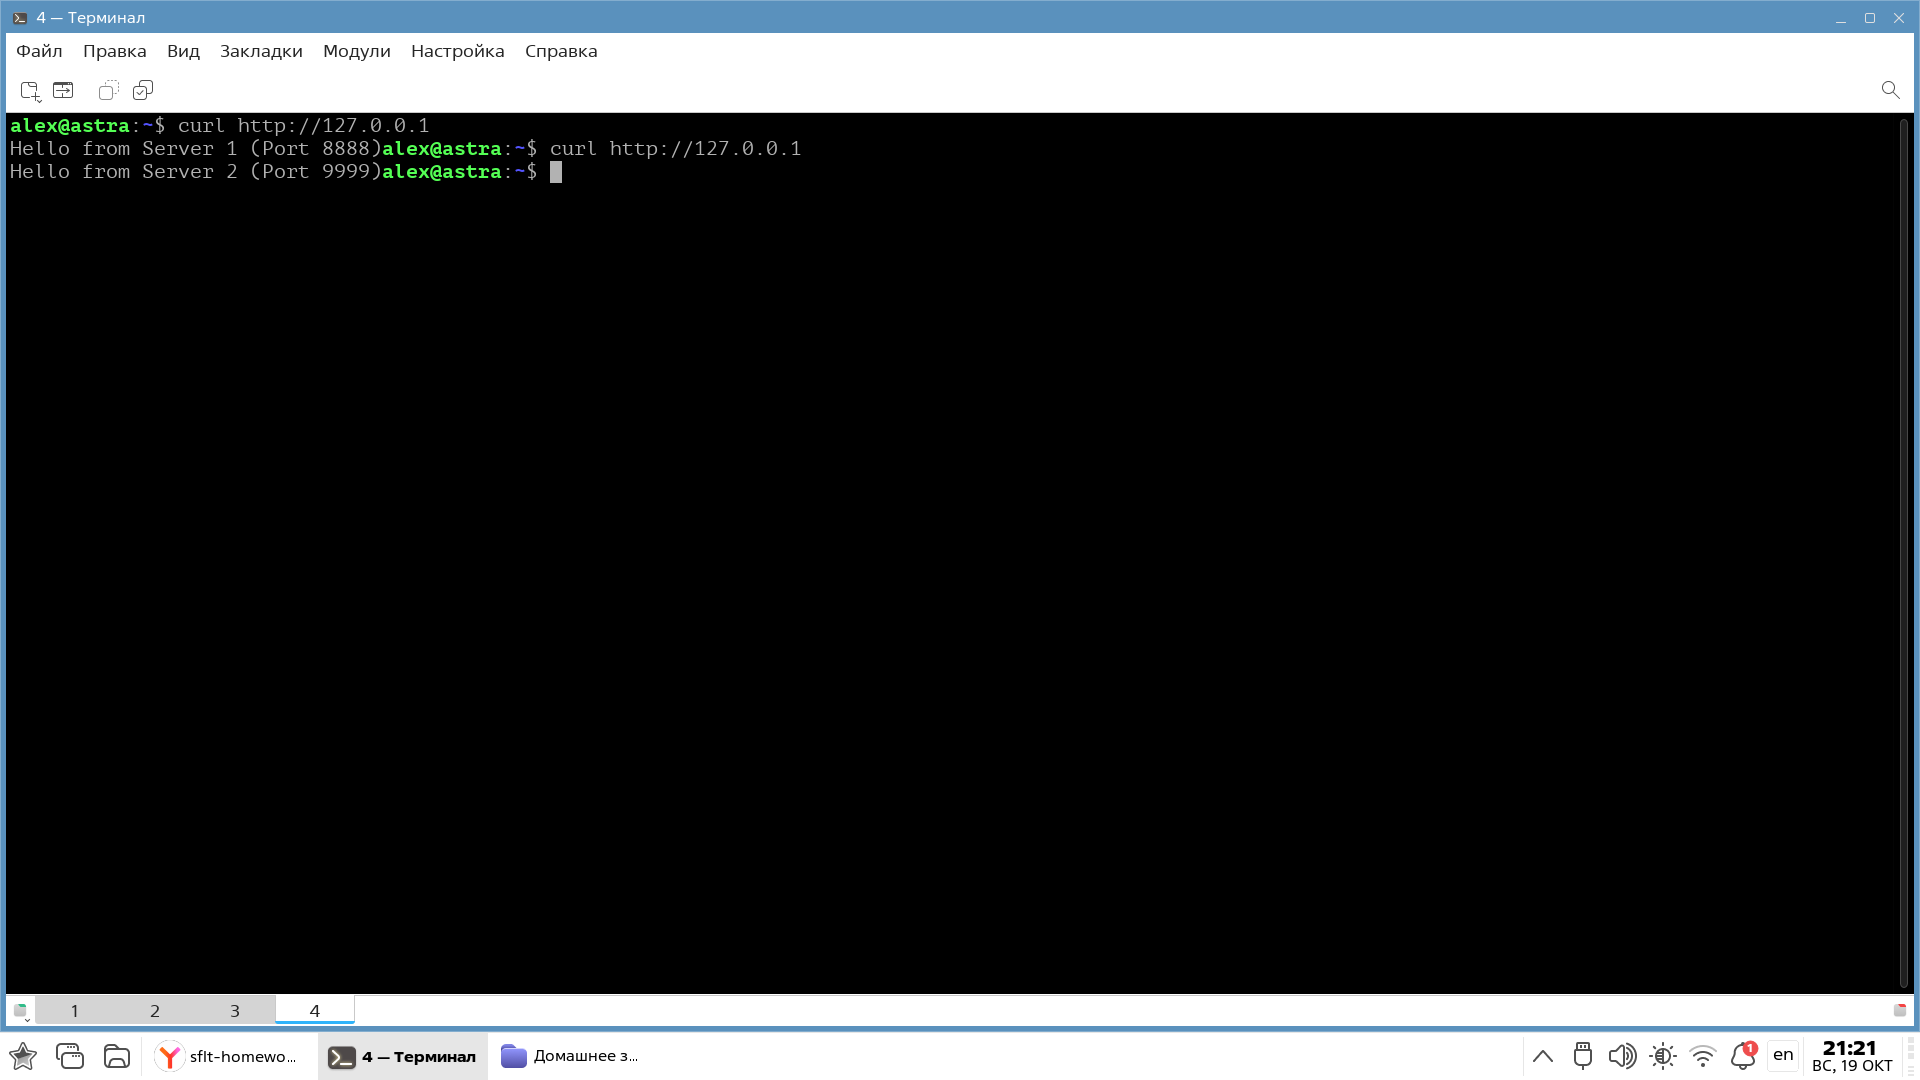 4 — Терминал
Файл Правка Вид Закладки Модули Настройка Справка
alex@astra:~$ curl http://127.0.0.1
Hello from Server 1 (Port 8888)alex@astra:~$ curl http://127.0.0.1
Hello from Server 2 (Port 9999)alex@astra:~$
1 2 3 4
sflt-homewo... 4 — Терминал Домашнее з... 1 en 21:21
ВС, 19 ОКТ